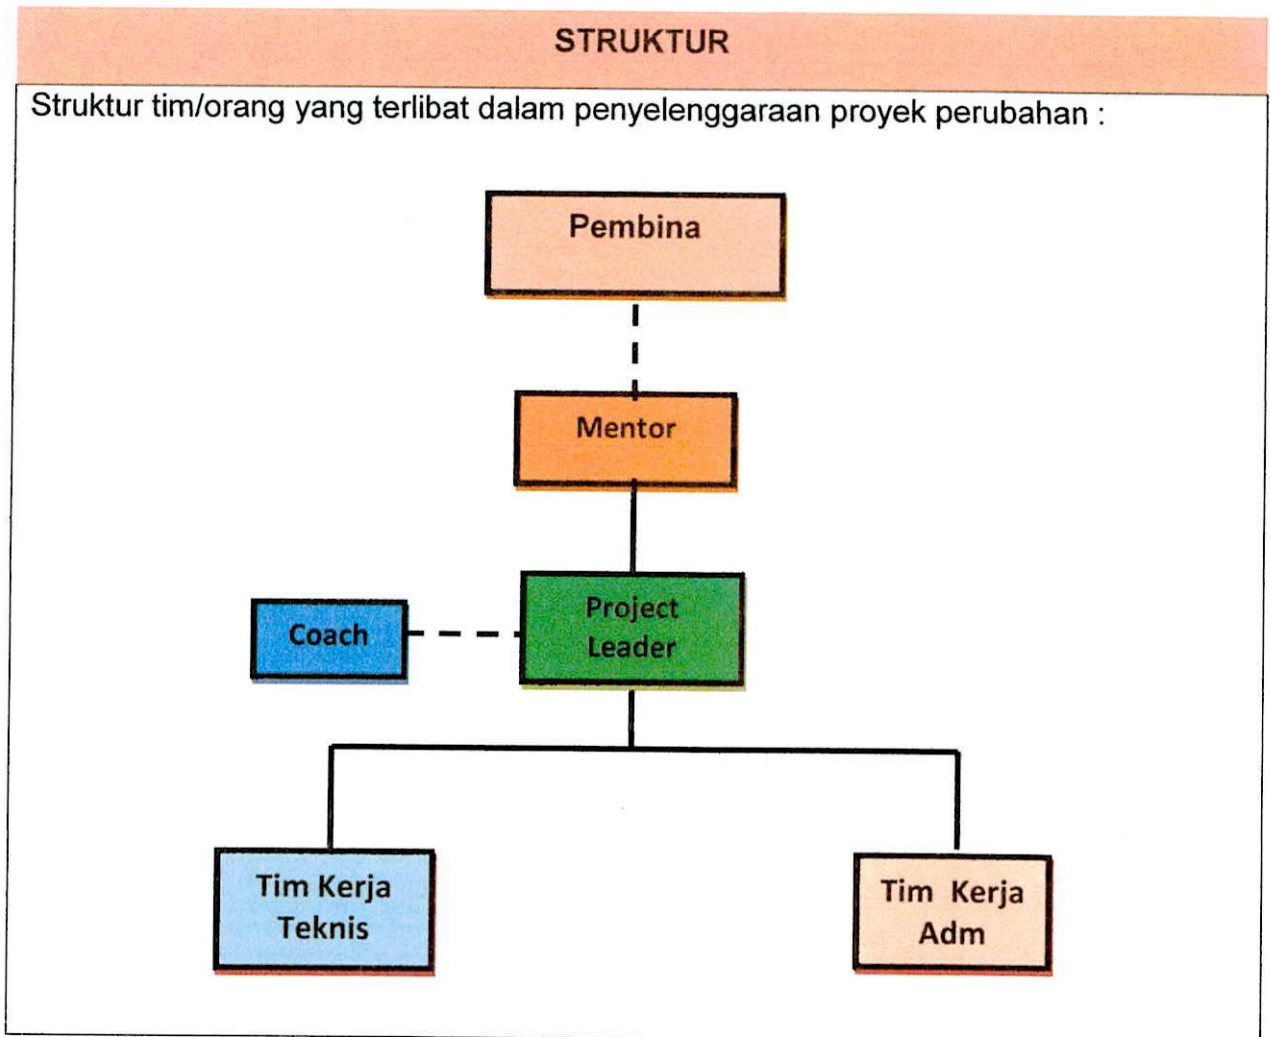 STRUKTUR
Struktur tim/orang yang terlibat dalam penyelenggaraan proyek perubahan :
Pembina
Mentor
Project
Leader
Coach
Tim Kerja
Teknis
Tim Kerja
Adm